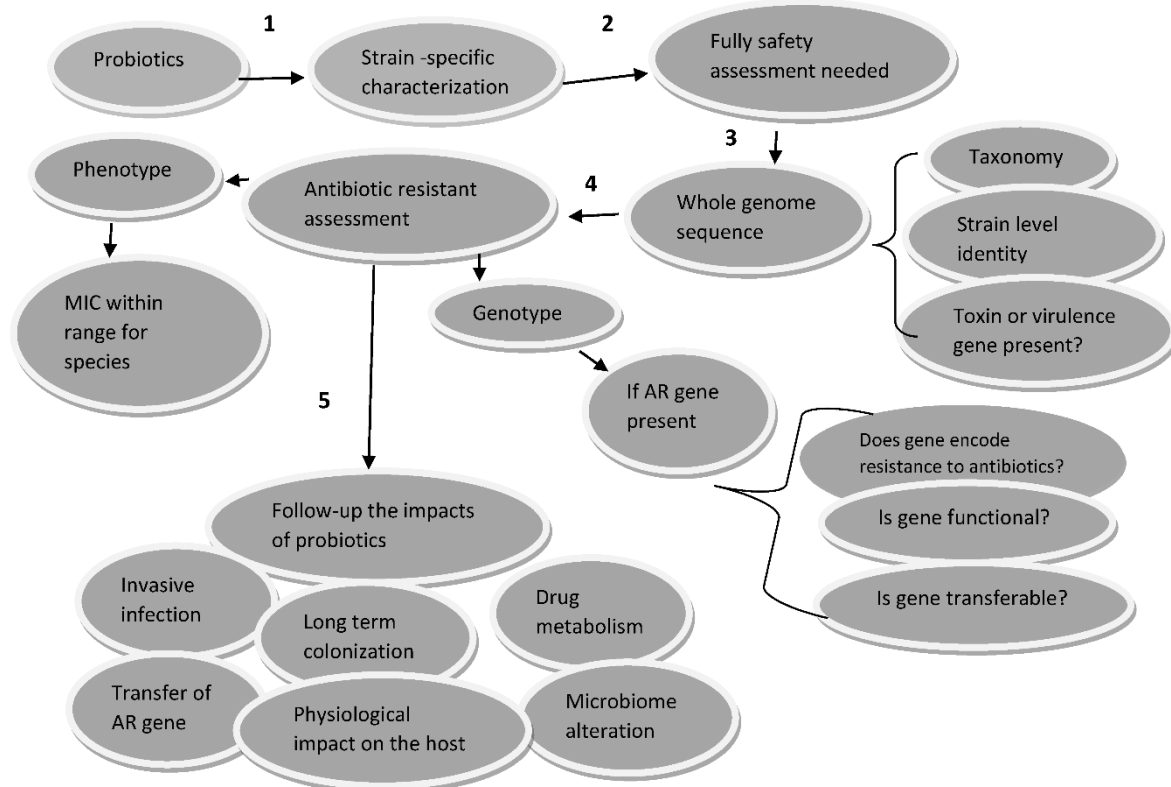 1
2
Probiotics
Strain -specific
characterization
Fully safety
assessment needed
3
4
Phenotype
Antibiotic resistant
assessment
Whole genome
sequence
Taxonomy
Strain level
identity
Toxin or virulence
gene present?
MIC within
range for
species
Genotype
If AR gene
present
5
Does gene encode
resistance to antibiotics?
Is gene functional?
Is gene transferable?
Follow-up the impacts
of probiotics
Invasive
infection
Long term
colonization
Drug
metabolism
Transfer of
AR gene
Physiological
impact on the host
Microbiome
alteration